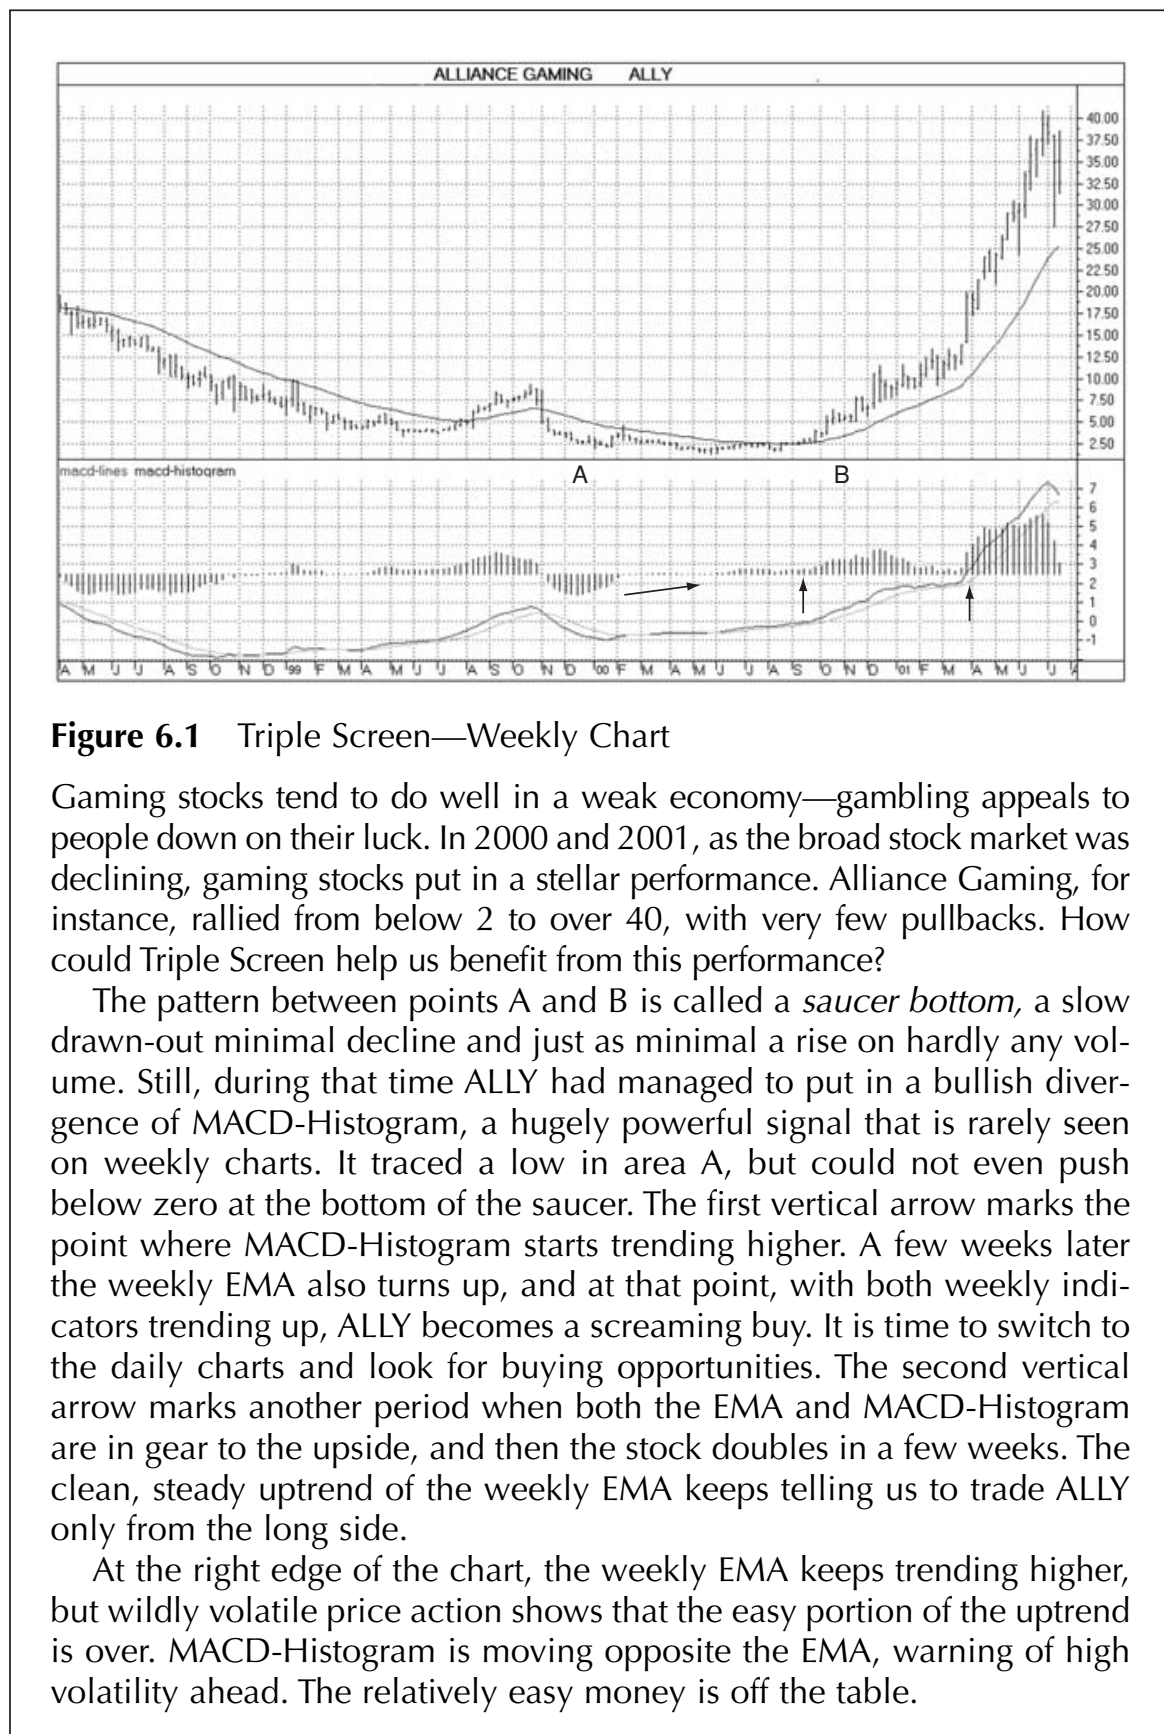 ALLIANCE GAMING ALLY
40.00
37.50
35.00
32.50
30.00
27.50
25.00
22.50
20.00
17.50
15.00
12.50
10.00
7.50
5.00
2.50
macd-lines macd-histogram
A
B
7
6
5
4
3
2
1
0
-1
A M J J A S O N D 99 F M A M J J A S O N D 00 F M A M J J A S O N D 01 F M A M J J A
Figure 6.1 Triple Screen—Weekly Chart
Gaming stocks tend to do well in a weak economy—gambling appeals to
people down on their luck. In 2000 and 2001, as the broad stock market was
declining, gaming stocks put in a stellar performance. Alliance Gaming, for
instance, rallied from below 2 to over 40, with very few pullbacks. How
could Triple Screen help us benefit from this performance?
The pattern between points A and B is called a saucer bottom, a slow
drawn-out minimal decline and just as minimal a rise on hardly any vol-
ume. Still, during that time ALLY had managed to put in a bullish diver-
gence of MACD-Histogram, a hugely powerful signal that is rarely seen
on weekly charts. It traced a low in area A, but could not even push
below zero at the bottom of the saucer. The first vertical arrow marks the
point where MACD-Histogram starts trending higher. A few weeks later
the weekly EMA also turns up, and at that point, with both weekly indi-
cators trending up, ALLY becomes a screaming buy. It is time to switch to
the daily charts and look for buying opportunities. The second vertical
arrow marks another period when both the EMA and MACD-Histogram
are in gear to the upside, and then the stock doubles in a few weeks. The
clean, steady uptrend of the weekly EMA keeps telling us to trade ALLY
only from the long side.
At the right edge of the chart, the weekly EMA keeps trending higher,
but wildly volatile price action shows that the easy portion of the uptrend
is over. MACD-Histogram is moving opposite the EMA, warning of high
volatility ahead. The relatively easy money is off the table.